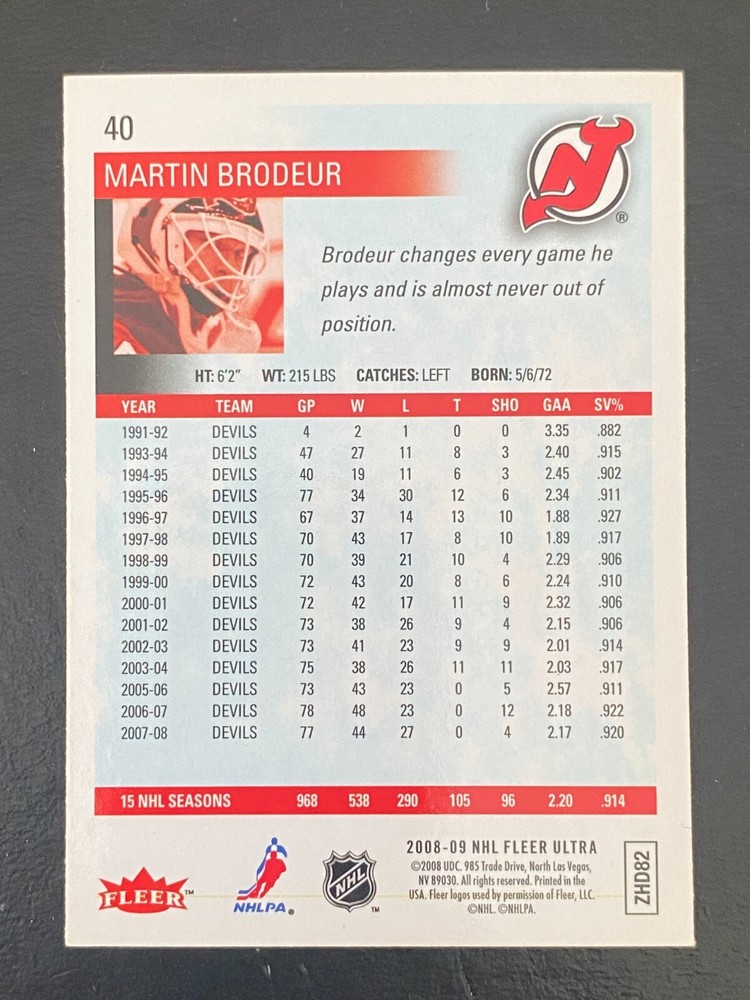 40
MARTIN BRODEUR
®
Brodeur changes every game he
plays and is almost never out of
position.
HT: 6'2" WT: 215 LBS CATCHES: LEFT BORN: 5/6/72
YEAR TEAM GP W L T SHO GAA SV%
1991-92 DEVILS 4 2 1 0 0 3.35 .882
1993-94 DEVILS 47 27 11 8 3 2.40 .915
1994-95 DEVILS 40 19 11 6 3 2.45 .902
1995-96 DEVILS 77 34 30 12 6 2.34 .911
1996-97 DEVILS 67 37 14 13 10 1.88 .927
1997-98 DEVILS 70 43 17 8 10 1.89 .917
1998-99 DEVILS 70 39 21 10 4 2.29 .906
1999-00 DEVILS 72 43 20 8 6 2.24 .910
2000-01 DEVILS 72 42 17 11 9 2.32 .906
2001-02 DEVILS 73 38 26 9 4 2.15 .906
2002-03 DEVILS 73 41 23 9 9 2.01 .914
2003-04 DEVILS 75 38 26 11 11 2.03 .917
2005-06 DEVILS 73 43 23 0 5 2.57 .911
2006-07 DEVILS 78 48 23 0 12 2.18 .922
2007-08 DEVILS 77 44 27 0 4 2.17 .920
15 NHL SEASONS 968 538 290 105 96 2.20 .914
FLEER™
NHLPA®
NHL™
2008-09 NHL FLEER ULTRA
©2008 UDC. 985 Trade Drive, North Las Vegas,
NV 89030. All rights reserved. Printed in the
USA. Fleer logos used by permission of Fleer, LLC.
©NHL. ©NHLPA.
ZHD82